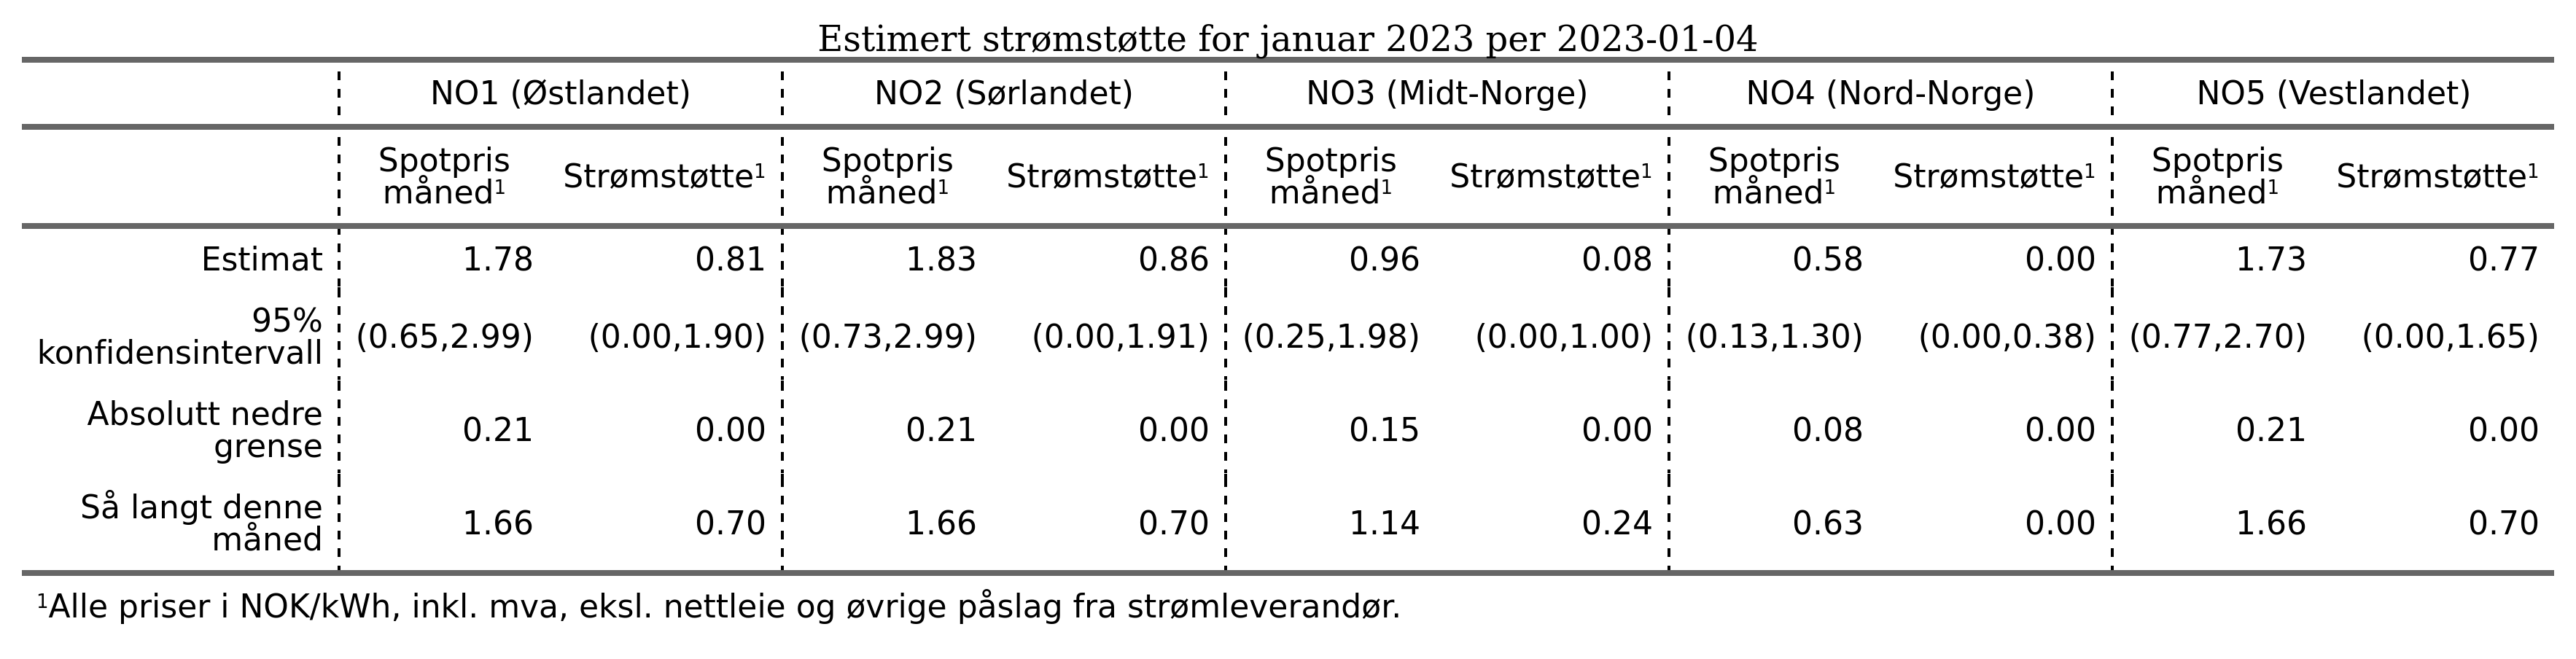 Estimert strømstøtte for januar 2023 per 2023-01-04
NO1 (Østlandet) NO2 (Sørlandet) NO3 (Midt-Norge) NO4 (Nord-Norge) NO5 (Vestlandet)
Spotpris måned¹ Strømstøtte¹ Spotpris måned¹ Strømstøtte¹ Spotpris måned¹ Strømstøtte¹ Spotpris måned¹ Strømstøtte¹ Spotpris måned¹ Strømstøtte¹
Estimat 1.78 0.81 1.83 0.86 0.96 0.08 0.58 0.00 1.73 0.77
95% konfidensintervall (0.65,2.99) (0.00,1.90) (0.73,2.99) (0.00,1.91) (0.25,1.98) (0.00,1.00) (0.13,1.30) (0.00,0.38) (0.77,2.70) (0.00,1.65)
Absolutt nedre grense 0.21 0.00 0.21 0.00 0.15 0.00 0.08 0.00 0.21 0.00
Så langt denne måned 1.66 0.70 1.66 0.70 1.14 0.24 0.63 0.00 1.66 0.70
¹Alle priser i NOK/kWh, inkl. mva, eksl. nettleie og øvrige påslag fra strømleverandør.